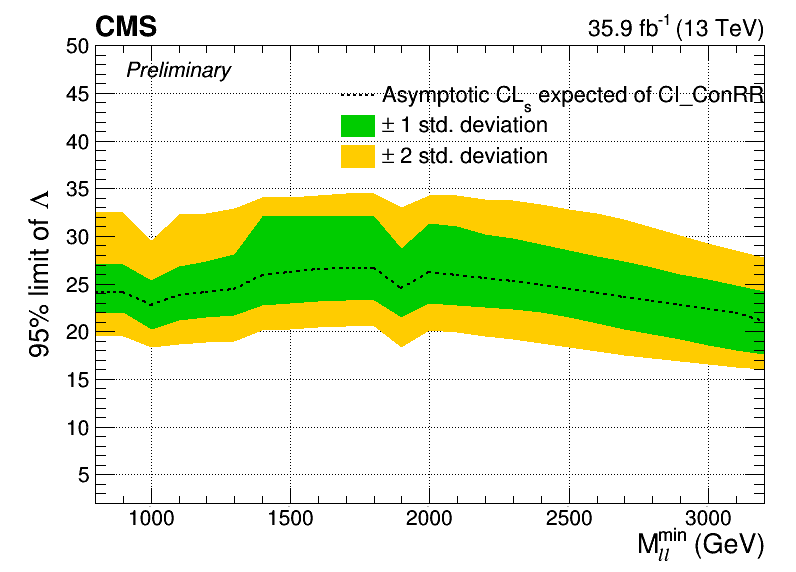 CMS 35.9 fb⁻¹ (13 TeV)
Preliminary
Asymptotic CLₛ expected of CI_ConRR
± 1 std. deviation
± 2 std. deviation
95% limit of Λ
50
45
40
35
30
25
20
15
10
5
1000 1500 2000 2500 3000
M_ll^min (GeV)